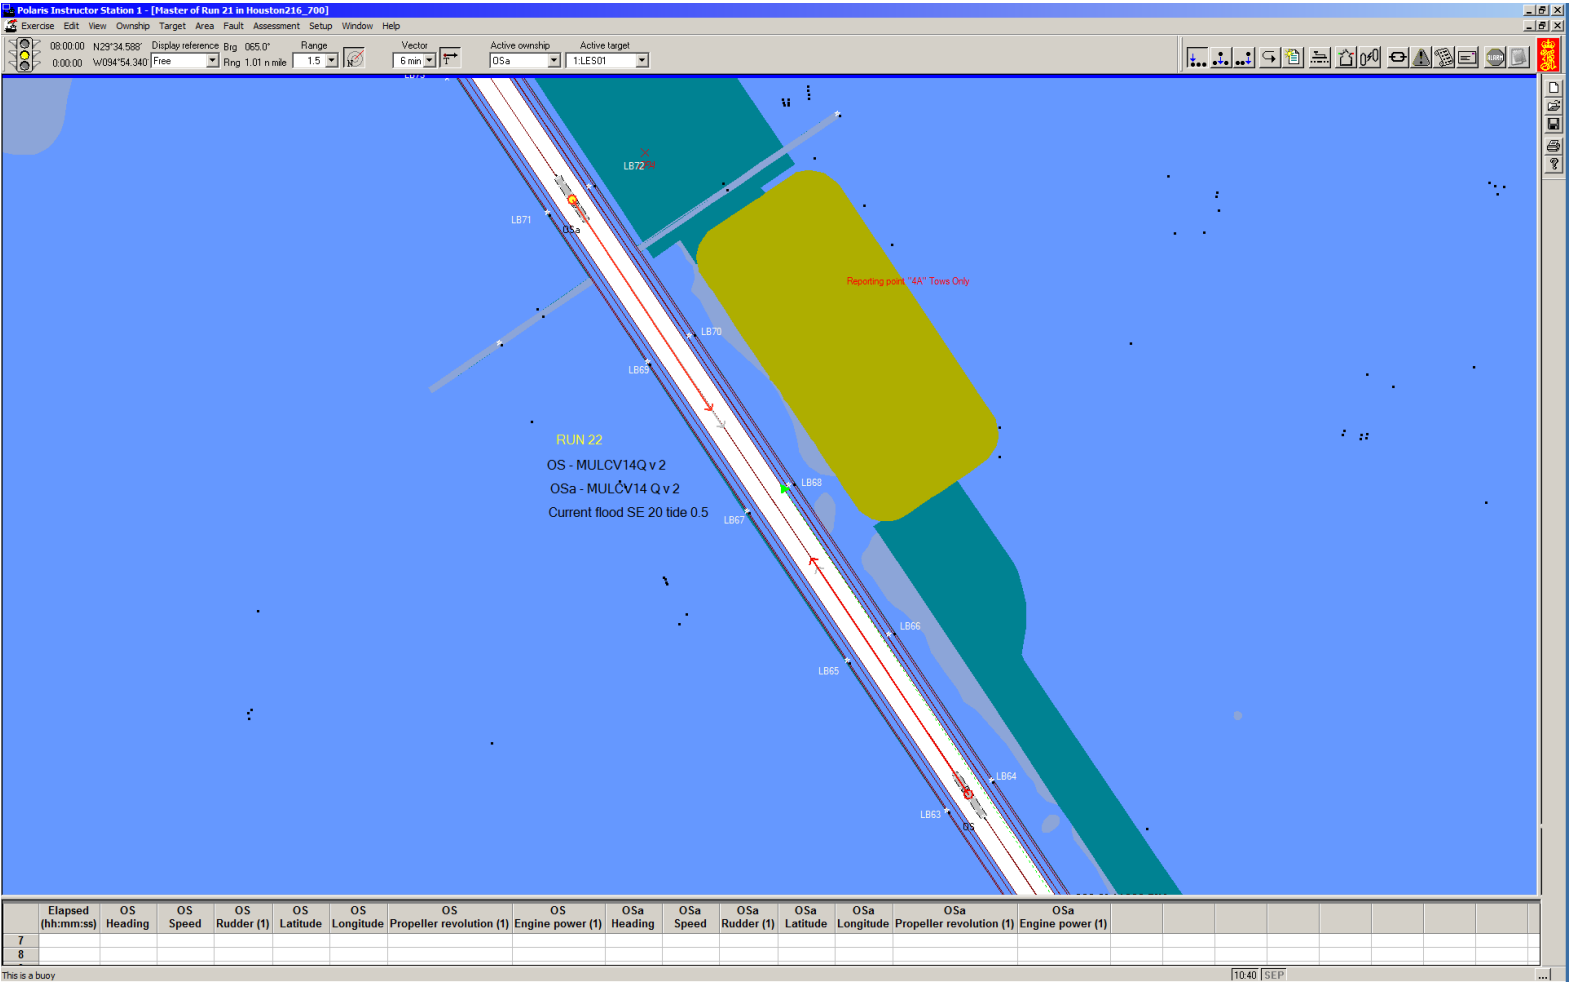 Polaris Instructor Station 1 - [Master of Run 21 in Houston216_700]
Exercise Edit View Ownship Target Area Fault Assessment Setup Window Help
08:00:00 N29°34.588' Display reference Brg 065.0° Range Vector Active ownship Active target
0:00:00 W094°54.340' Free Rng 1.01 n mile 1.5 6 min OSa 1:LES01
LB72
LB71
OSa
Reporting point "4A" Tows Only
LB70
LB69
RUN 22
OS - MULCV14Q v 2
LB68
OSa - MULCV14 Q v 2
Current flood SE 20 tide 0.5
LB67
LB66
LB65
LB64
LB63
OS
Elapsed (hh:mm:ss) OS Heading OS Speed OS Rudder (1) OS Latitude OS Longitude OS Propeller revolution (1) OS Engine power (1) OSa Heading OSa Speed OSa Rudder (1) OSa Latitude OSa Longitude OSa Propeller revolution (1) OSa Engine power (1)
7
8
This is a buoy 10:40 SEP